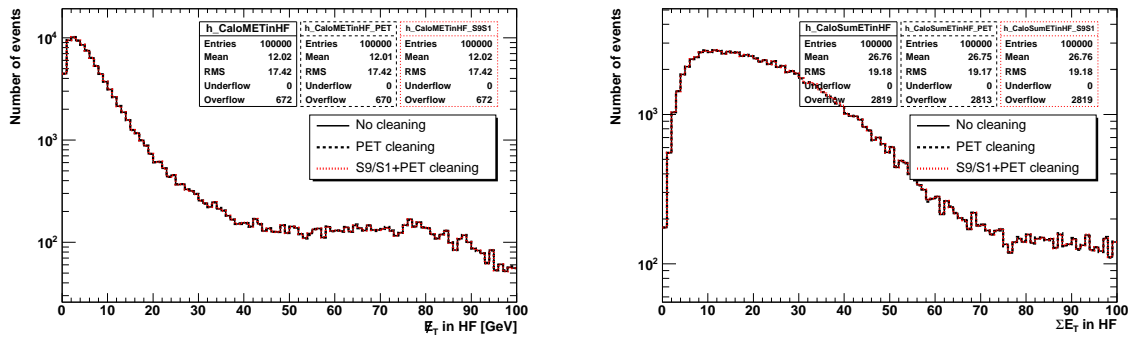 h_CaloMETinHF
Entries 100000
Mean 12.02
RMS 17.42
Underflow 0
Overflow 672
h_CaloMETinHF_PET
Entries 100000
Mean 12.01
RMS 17.42
Underflow 0
Overflow 670
h_CaloMETinHF_S9S1
Entries 100000
Mean 12.02
RMS 17.42
Underflow 0
Overflow 672
No cleaning
PET cleaning
S9/S1+PET cleaning
Number of events
10⁴
10³
10²
0 10 20 30 40 50 60 70 80 90 100
E̸_T in HF [GeV]
h_CaloSumETinHF
Entries 100000
Mean 26.76
RMS 19.18
Underflow 0
Overflow 2819
h_CaloSumETinHF_PET
Entries 100000
Mean 26.75
RMS 19.17
Underflow 0
Overflow 2813
h_CaloSumETinHF_S9S1
Entries 100000
Mean 26.76
RMS 19.18
Underflow 0
Overflow 2819
No cleaning
PET cleaning
S9/S1+PET cleaning
Number of events
10³
10²
0 10 20 30 40 50 60 70 80 90 100
ΣE_T in HF